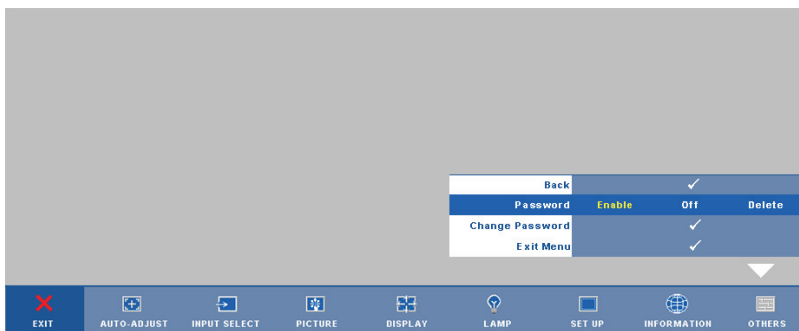 Back
Password Enable Off Delete
Change Password
Exit Menu
EXIT AUTO-ADJUST INPUT SELECT PICTURE DISPLAY LAMP SET UP INFORMATION OTHERS